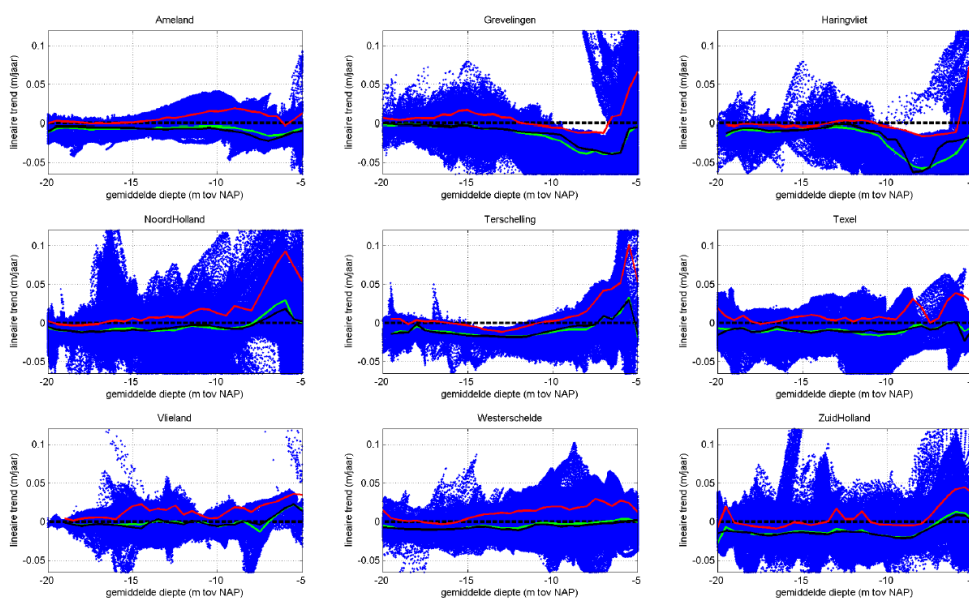 Ameland
Grevelingen
Haringvliet
lineaire trend (m/jaar)
0.1
0.05
0
-0.05
-20
-15
-10
-5
gemiddelde diepte (m tov NAP)
lineaire trend (m/jaar)
0.1
0.05
0
-0.05
-20
-15
-10
-5
gemiddelde diepte (m tov NAP)
lineaire trend (m/jaar)
0.1
0.05
0
-0.05
-20
-15
-10
-5
gemiddelde diepte (m tov NAP)
NoordHolland
Terschelling
Texel
lineaire trend (m/jaar)
0.1
0.05
0
-0.05
-20
-15
-10
-5
gemiddelde diepte (m tov NAP)
lineaire trend (m/jaar)
0.1
0.05
0
-0.05
-20
-15
-10
-5
gemiddelde diepte (m tov NAP)
lineaire trend (m/jaar)
0.1
0.05
0
-0.05
-20
-15
-10
-5
gemiddelde diepte (m tov NAP)
Vlieland
Westerschelde
ZuidHolland
lineaire trend (m/jaar)
0.1
0.05
0
-0.05
-20
-15
-10
-5
gemiddelde diepte (m tov NAP)
lineaire trend (m/jaar)
0.1
0.05
0
-0.05
-20
-15
-10
-5
gemiddelde diepte (m tov NAP)
lineaire trend (m/jaar)
0.1
0.05
0
-0.05
-20
-15
-10
-5
gemiddelde diepte (m tov NAP)